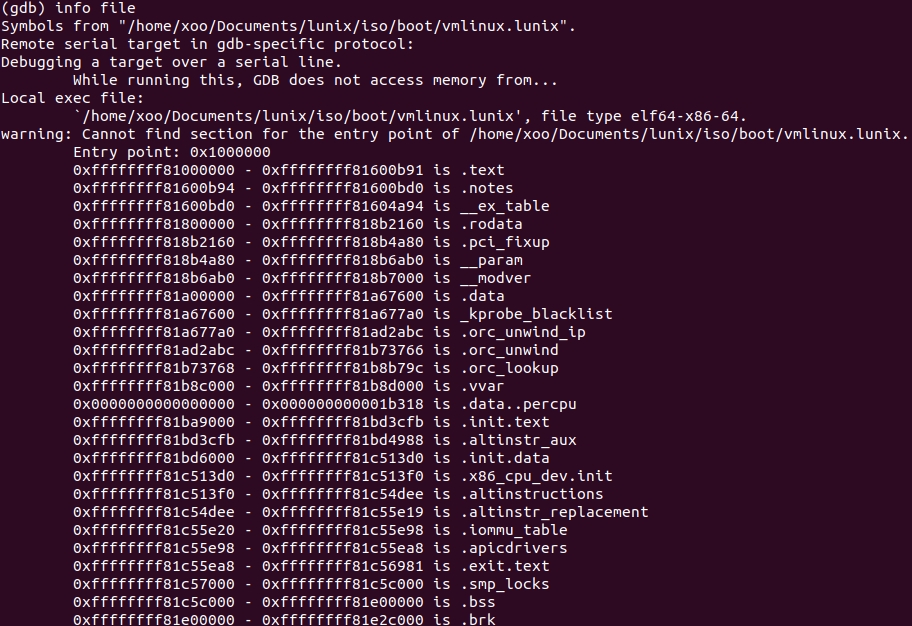 (gdb) info file
Symbols from "/home/xoo/Documents/lunix/iso/boot/vmlinux.lunix".
Remote serial target in gdb-specific protocol:
Debugging a target over a serial line.
        While running this, GDB does not access memory from...
Local exec file:
        `/home/xoo/Documents/lunix/iso/boot/vmlinux.lunix', file type elf64-x86-64.
warning: Cannot find section for the entry point of /home/xoo/Documents/lunix/iso/boot/vmlinux.lunix.
        Entry point: 0x1000000
        0xffffffff81000000 - 0xffffffff81600b91 is .text
        0xffffffff81600b94 - 0xffffffff81600bd0 is .notes
        0xffffffff81600bd0 - 0xffffffff81604a94 is __ex_table
        0xffffffff81800000 - 0xffffffff818b2160 is .rodata
        0xffffffff818b2160 - 0xffffffff818b4a80 is .pci_fixup
        0xffffffff818b4a80 - 0xffffffff818b6ab0 is __param
        0xffffffff818b6ab0 - 0xffffffff818b7000 is __modver
        0xffffffff81a00000 - 0xffffffff81a67600 is .data
        0xffffffff81a67600 - 0xffffffff81a677a0 is _kprobe_blacklist
        0xffffffff81a677a0 - 0xffffffff81ad2abc is .orc_unwind_ip
        0xffffffff81ad2abc - 0xffffffff81b73766 is .orc_unwind
        0xffffffff81b73768 - 0xffffffff81b8b79c is .orc_lookup
        0xffffffff81b8c000 - 0xffffffff81b8d000 is .vvar
        0x0000000000000000 - 0x000000000001b318 is .data..percpu
        0xffffffff81ba9000 - 0xffffffff81bd3cfb is .init.text
        0xffffffff81bd3cfb - 0xffffffff81bd4988 is .altinstr_aux
        0xffffffff81bd6000 - 0xffffffff81c513d0 is .init.data
        0xffffffff81c513d0 - 0xffffffff81c513f0 is .x86_cpu_dev.init
        0xffffffff81c513f0 - 0xffffffff81c54dee is .altinstructions
        0xffffffff81c54dee - 0xffffffff81c55e19 is .altinstr_replacement
        0xffffffff81c55e20 - 0xffffffff81c55e98 is .iommu_table
        0xffffffff81c55e98 - 0xffffffff81c55ea8 is .apicdrivers
        0xffffffff81c55ea8 - 0xffffffff81c56981 is .exit.text
        0xffffffff81c57000 - 0xffffffff81c5c000 is .smp_locks
        0xffffffff81c5c000 - 0xffffffff81e00000 is .bss
        0xffffffff81e00000 - 0xffffffff81e2c000 is .brk